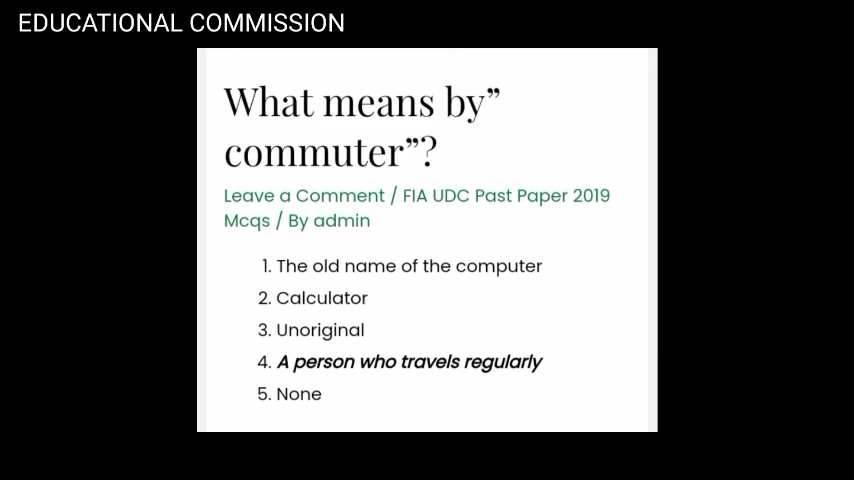 EDUCATIONAL COMMISSION
What means by”
commuter”?
Leave a Comment / FIA UDC Past Paper 2019
Mcqs / By admin
1. The old name of the computer
2. Calculator
3. Unoriginal
4. A person who travels regularly
5. None